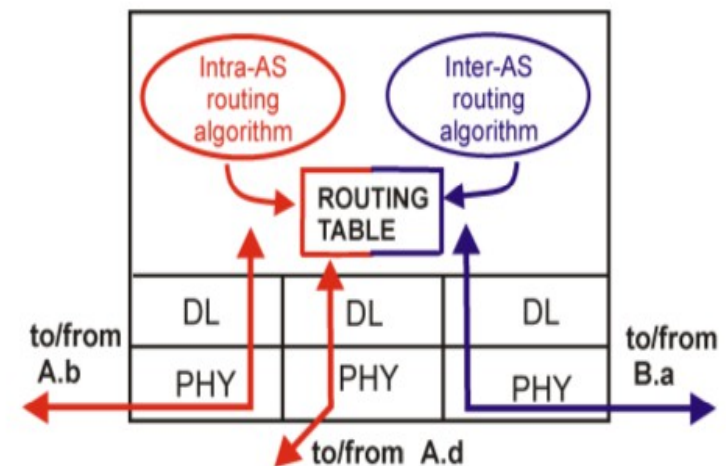 Intra-AS
routing
algorithm
Inter-AS
routing
algorithm
ROUTING
TABLE
DL
DL
DL
to/from
A.b
PHY
PHY
PHY
to/from
B.a
to/from A.d